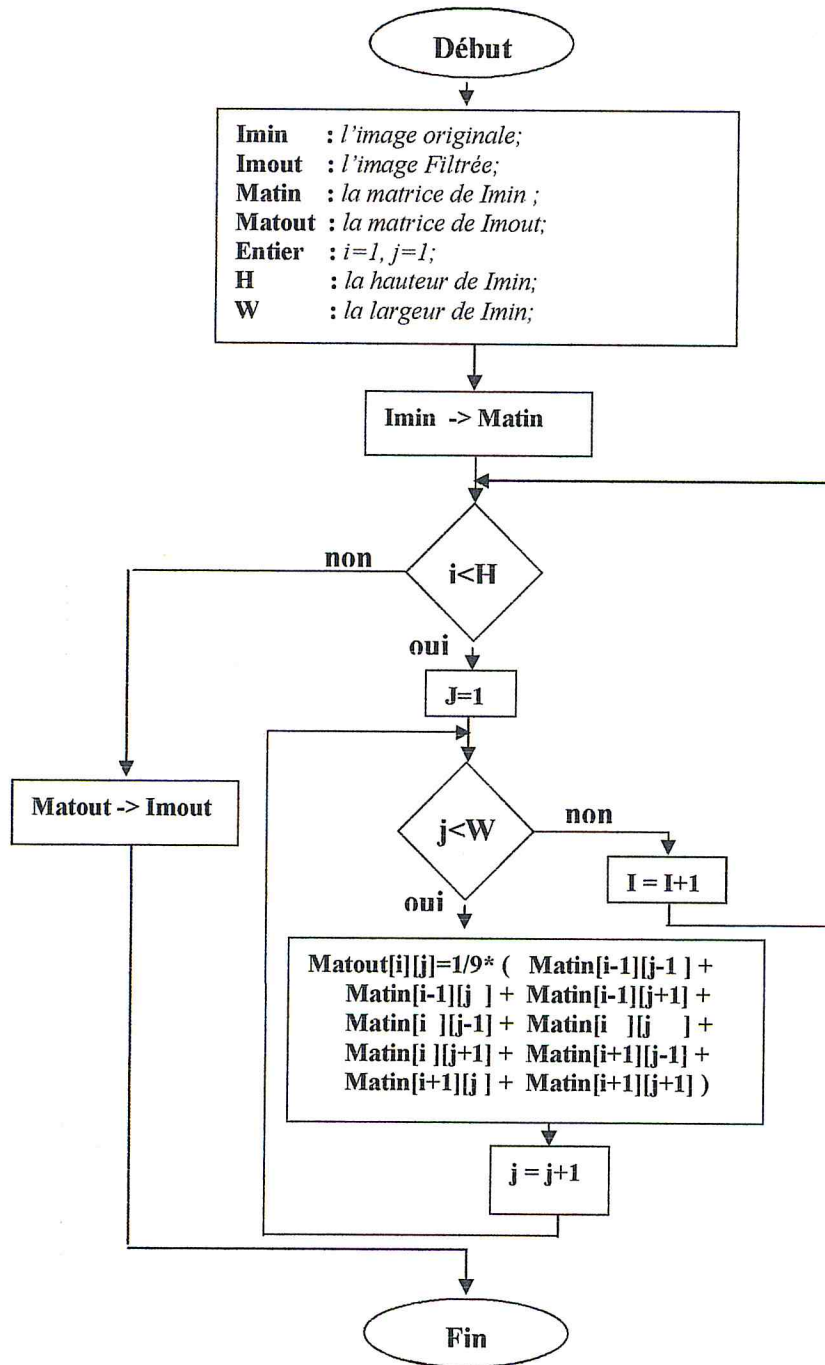 Début
Imin : l'image originale;
Imout : l'image Filtrée;
Matin : la matrice de Imin ;
Matout : la matrice de Imout;
Entier : i=1, j=1;
H : la hauteur de Imin;
W : la largeur de Imin;
Imin -> Matin
i<H
non
oui
J=1
Matout -> Imout
j<W
non
I = I+1
oui
Matout[i][j]=1/9* ( Matin[i-1][j-1 ] +
Matin[i-1][j ] + Matin[i-1][j+1] +
Matin[i ][j-1] + Matin[i ][j ] +
Matin[i ][j+1] + Matin[i+1][j-1] +
Matin[i+1][j ] + Matin[i+1][j+1] )
j = j+1
Fin